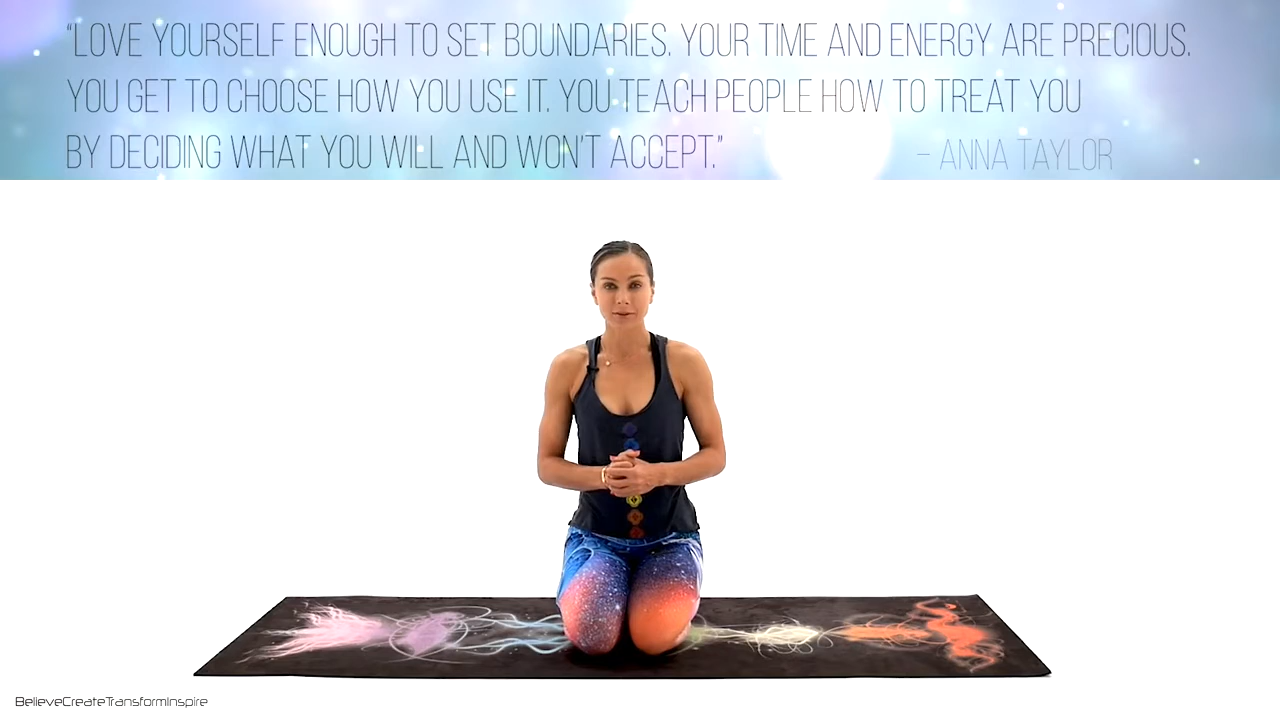 “LOVE YOURSELF ENOUGH TO SET BOUNDARIES. YOUR TIME AND ENERGY ARE PRECIOUS.
YOU GET TO CHOOSE HOW YOU USE IT. YOU TEACH PEOPLE HOW TO TREAT YOU
BY DECIDING WHAT YOU WILL AND WON'T ACCEPT.”
– ANNA TAYLOR
BelieveCreateTransformInspire